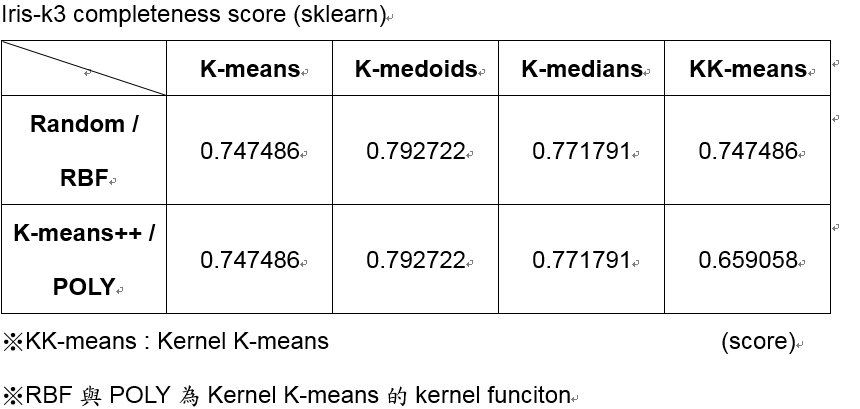 Iris-k3 completeness score (sklearn)
K-means K-medoids K-medians KK-means
Random /
RBF
0.747486 0.792722 0.771791 0.747486
K-means++ /
POLY
0.747486 0.792722 0.771791 0.659058
※KK-means : Kernel K-means (score)
※RBF 與 POLY 為 Kernel K-means 的 kernel funciton